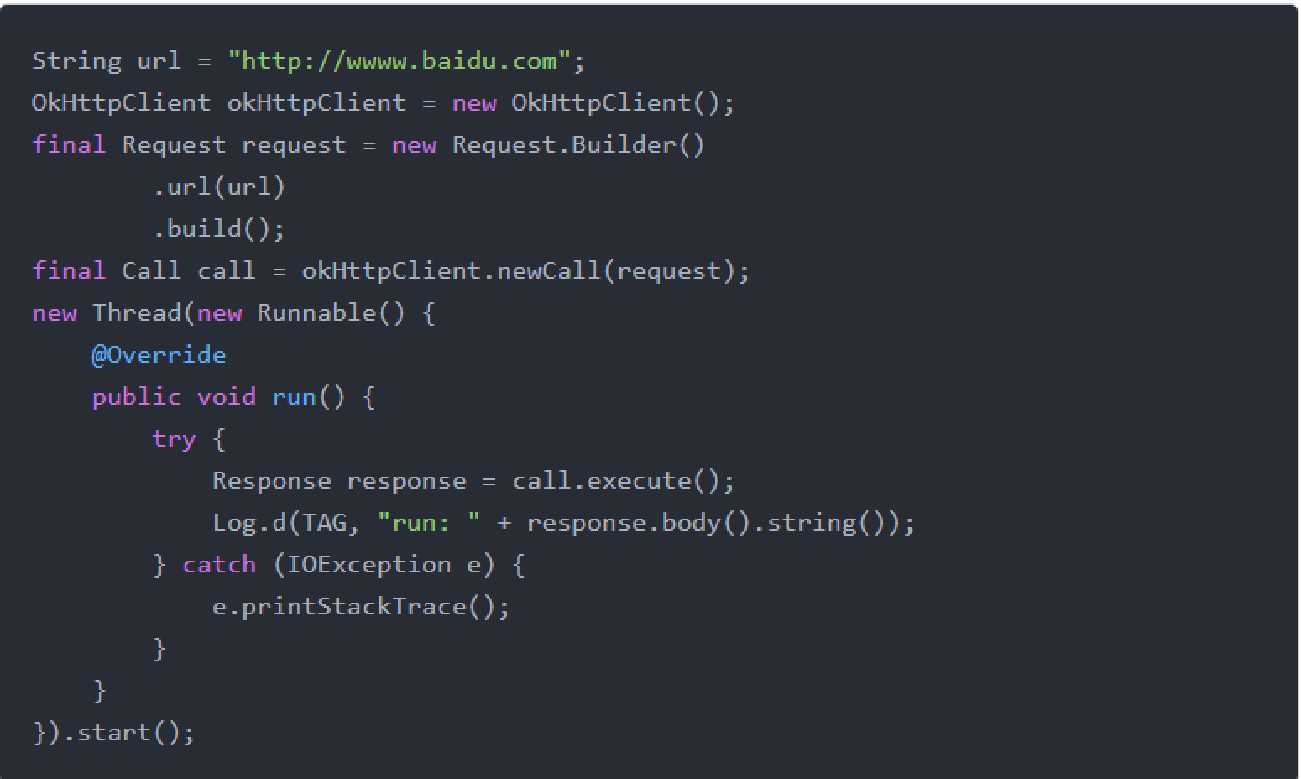 String url = "http://wwww.baidu.com";
OkHttpClient okHttpClient = new OkHttpClient();
final Request request = new Request.Builder()
        .url(url)
        .build();
final Call call = okHttpClient.newCall(request);
new Thread(new Runnable() {
    @Override
    public void run() {
        try {
            Response response = call.execute();
            Log.d(TAG, "run: " + response.body().string());
        } catch (IOException e) {
            e.printStackTrace();
        }
    }
}).start();